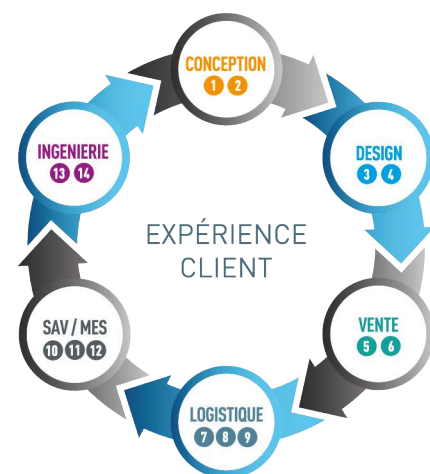 CONCEPTION
1 2
DESIGN
3 4
VENTE
5 6
LOGISTIQUE
7 8 9
SAV / MES
10 11 12
INGENIERIE
13 14
EXPÉRIENCE
CLIENT